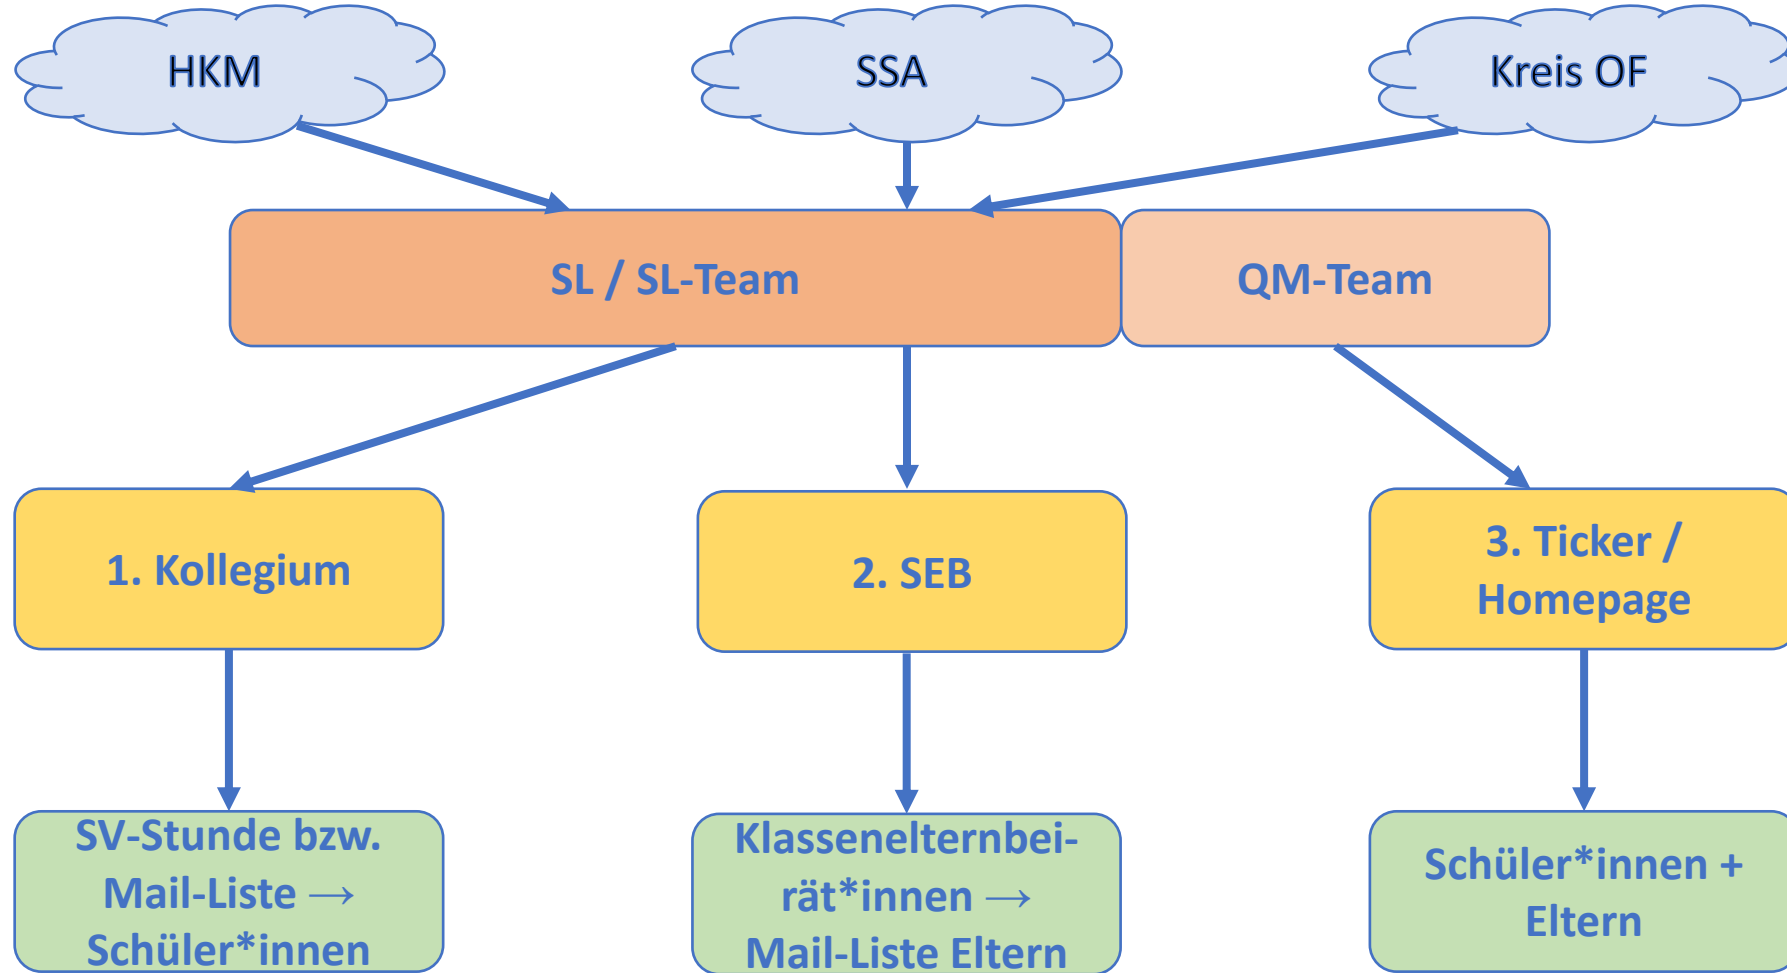 HKM
SSA
Kreis OF
SL / SL-Team
QM-Team
1. Kollegium
2. SEB
3. Ticker /
Homepage
SV-Stunde bzw.
Mail-Liste →
Schüler*innen
Klassenelternbei-
rät*innen →
Mail-Liste Eltern
Schüler*innen +
Eltern